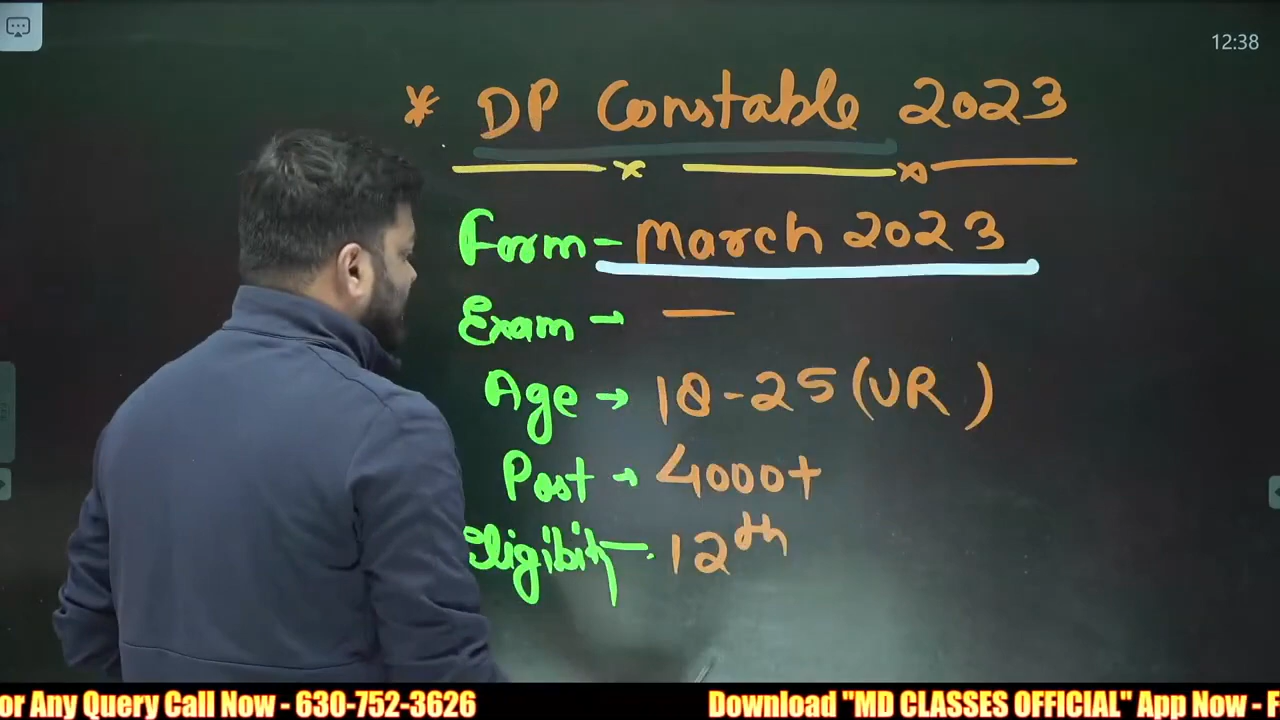 12:38
* DP Constable 2023
Form - March 2023
Exam → —
Age → 18-25 (UR )
Post → 4000+
Eligibity - 12th
or Any Query Call Now - 630-752-3626 Download "MD CLASSES OFFICIAL" App Now - F